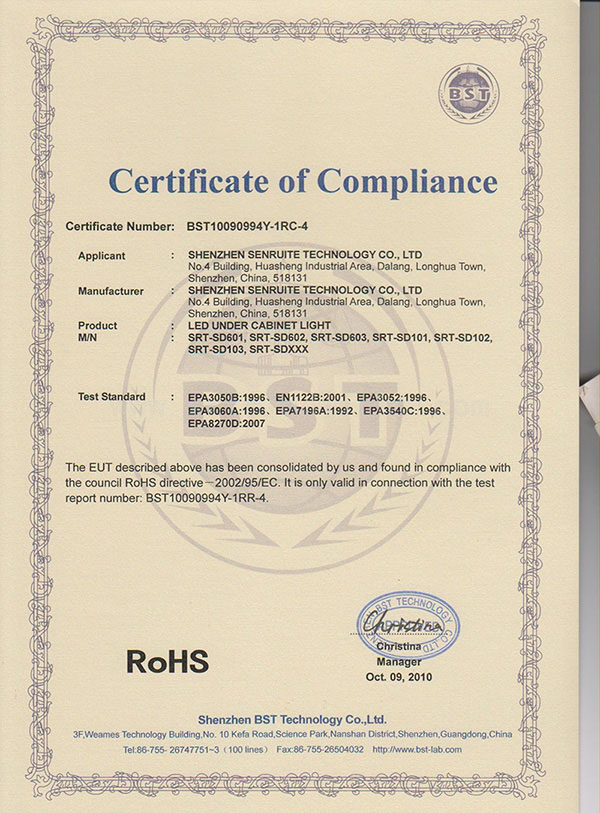 BST
Certificate of Compliance
Certificate Number: BST10090994Y-1RC-4
Applicant : SHENZHEN SENRUITE TECHNOLOGY CO., LTD
No.4 Building, Huasheng Industrial Area, Dalang, Longhua Town,
Shenzhen, China, 518131
Manufacturer : SHENZHEN SENRUITE TECHNOLOGY CO., LTD
No.4 Building, Huasheng Industrial Area, Dalang, Longhua Town,
Shenzhen, China, 518131
Product : LED UNDER CABINET LIGHT
M/N : SRT-SD601, SRT-SD602, SRT-SD603, SRT-SD101, SRT-SD102,
SRT-SD103, SRT-SDXXX
BST
Test Standard : EPA3050B:1996、EN1122B:2001、EPA3052:1996、
EPA3060A:1996、EPA7196A:1992、EPA3540C:1996、
EPA8270D:2007
The EUT described above has been consolidated by us and found in compliance with
the council RoHS directive－2002/95/EC. It is only valid in connection with the test
report number: BST10090994Y-1RR-4.
BST TECHNOLOGY CO LTD
Christina
Christina
Manager
Oct. 09, 2010
RoHS
Shenzhen BST Technology Co.,Ltd.
3F,Weames Technology Building,No. 10 Kefa Road,Science Park,Nanshan District,Shenzhen,Guangdong,China
Tel:86-755- 26747751~3（100 lines） Fax:86-755-26504032 http://www.bst-lab.com